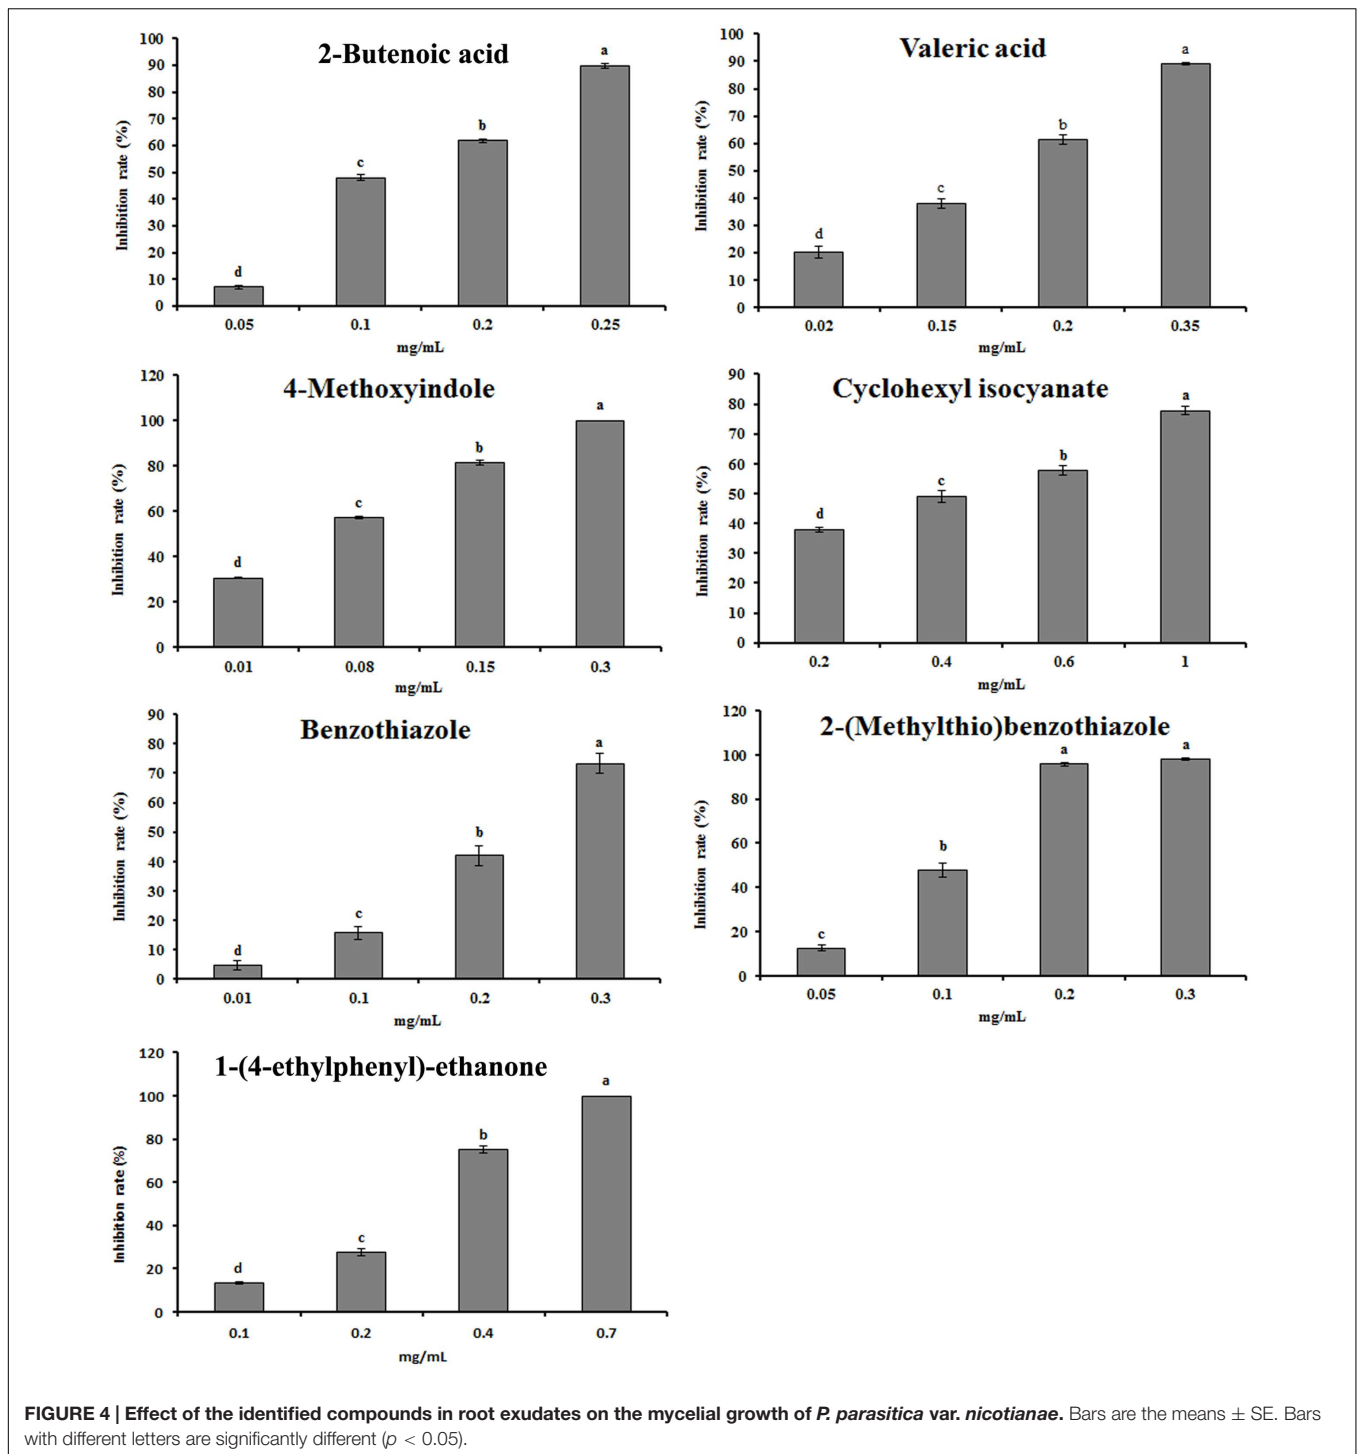 2-Butenoic acid
Inhibition rate (%)
100
90
80
70
60
50
40
30
20
10
0
d
c
b
a
0.05 0.1 0.2 0.25
mg/mL
Valeric acid
Inhibition rate (%)
100
90
80
70
60
50
40
30
20
10
0
d
c
b
a
0.02 0.15 0.2 0.35
mg/mL
4-Methoxyindole
Inhibition rate (%)
120
100
80
60
40
20
0
d
c
b
a
0.01 0.08 0.15 0.3
mg/mL
Cyclohexyl isocyanate
Inhibition rate (%)
90
80
70
60
50
40
30
20
10
0
d
c
b
a
0.2 0.4 0.6 1
mg/mL
Benzothiazole
Inhibition rate (%)
90
80
70
60
50
40
30
20
10
0
d
c
b
a
0.01 0.1 0.2 0.3
mg/mL
2-(Methylthio)benzothiazole
Inhibition rate (%)
120
100
80
60
40
20
0
c
b
a
a
0.05 0.1 0.2 0.3
mg/mL
1-(4-ethylphenyl)-ethanone
Inhibition rate (%)
120
100
80
60
40
20
0
d
c
b
a
0.1 0.2 0.4 0.7
mg/mL
FIGURE 4 | Effect of the identified compounds in root exudates on the mycelial growth of P. parasitica var. nicotianae. Bars are the means ± SE. Bars
with different letters are significantly different (p < 0.05).